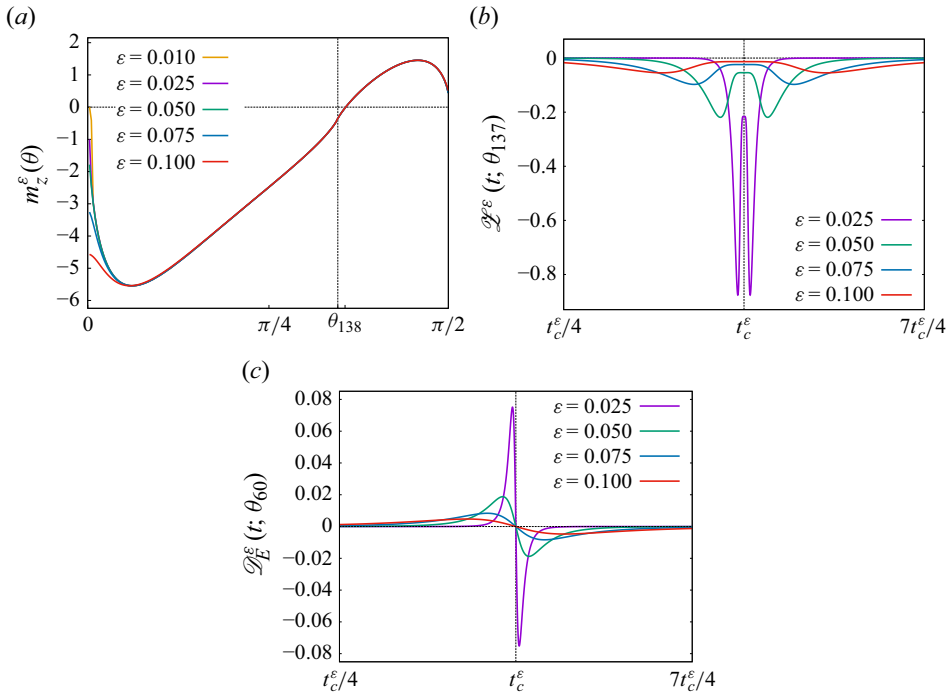 (a)
m_z^ε(θ)
2
1
0
−1
−2
−3
−4
−5
−6
ε = 0.010
ε = 0.025
ε = 0.050
ε = 0.075
ε = 0.100
0 π/4 θ_138 π/2
(b)
𝒵^ε (t; θ_137)
0
−0.2
−0.4
−0.6
−0.8
ε = 0.025
ε = 0.050
ε = 0.075
ε = 0.100
t_c^ε/4 t_c^ε 7t_c^ε/4
(c)
𝒟_E^ε (t; θ_60)
0.08
0.06
0.04
0.02
0
−0.02
−0.04
−0.06
−0.08
ε = 0.025
ε = 0.050
ε = 0.075
ε = 0.100
t_c^ε/4 t_c^ε 7t_c^ε/4